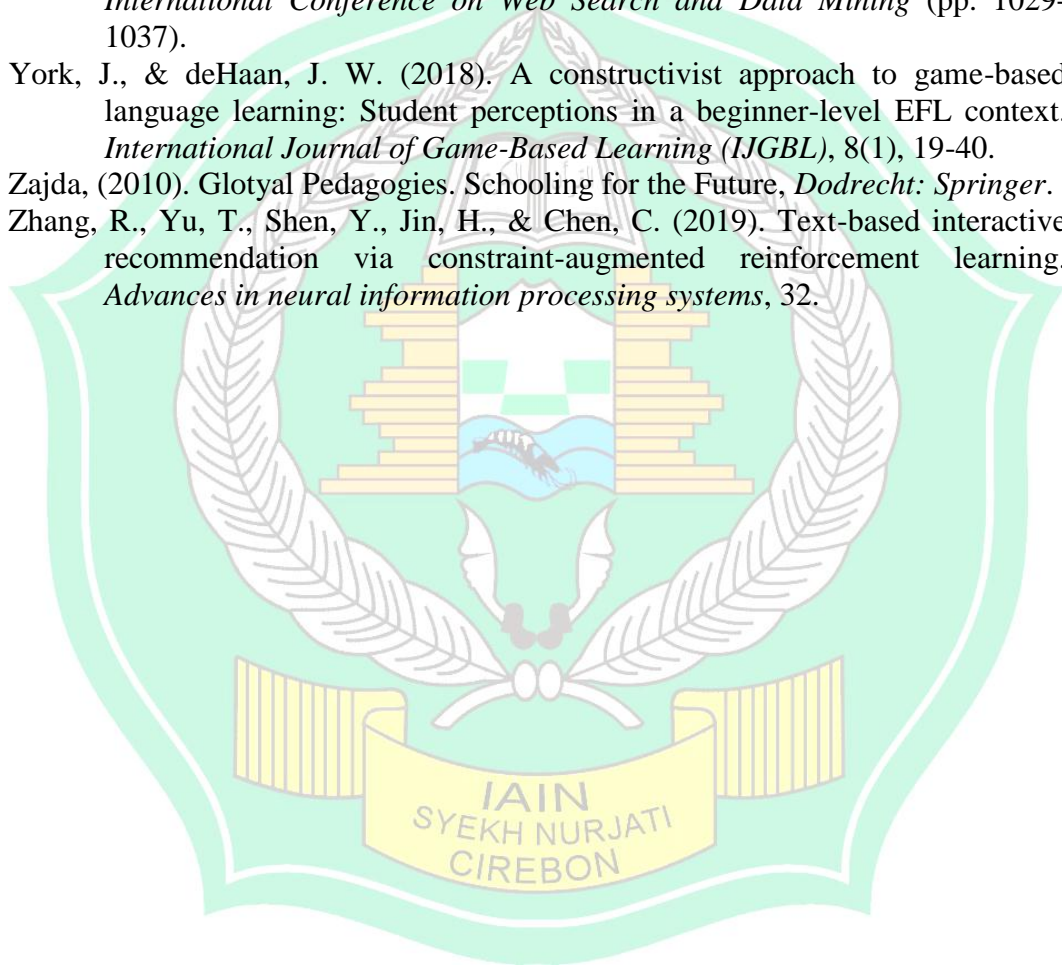 International Conference on Web Search and Data Mining (pp. 1029-
1037).
York, J., & deHaan, J. W. (2018). A constructivist approach to game-based
language learning: Student perceptions in a beginner-level EFL context.
International Journal of Game-Based Learning (IJGBL), 8(1), 19-40.
Zajda, (2010). Glotyal Pedagogies. Schooling for the Future, Dodrecht: Springer.
Zhang, R., Yu, T., Shen, Y., Jin, H., & Chen, C. (2019). Text-based interactive
recommendation via constraint-augmented reinforcement learning.
Advances in neural information processing systems, 32.
IAIN
SYEKH NURJATI
CIREBON